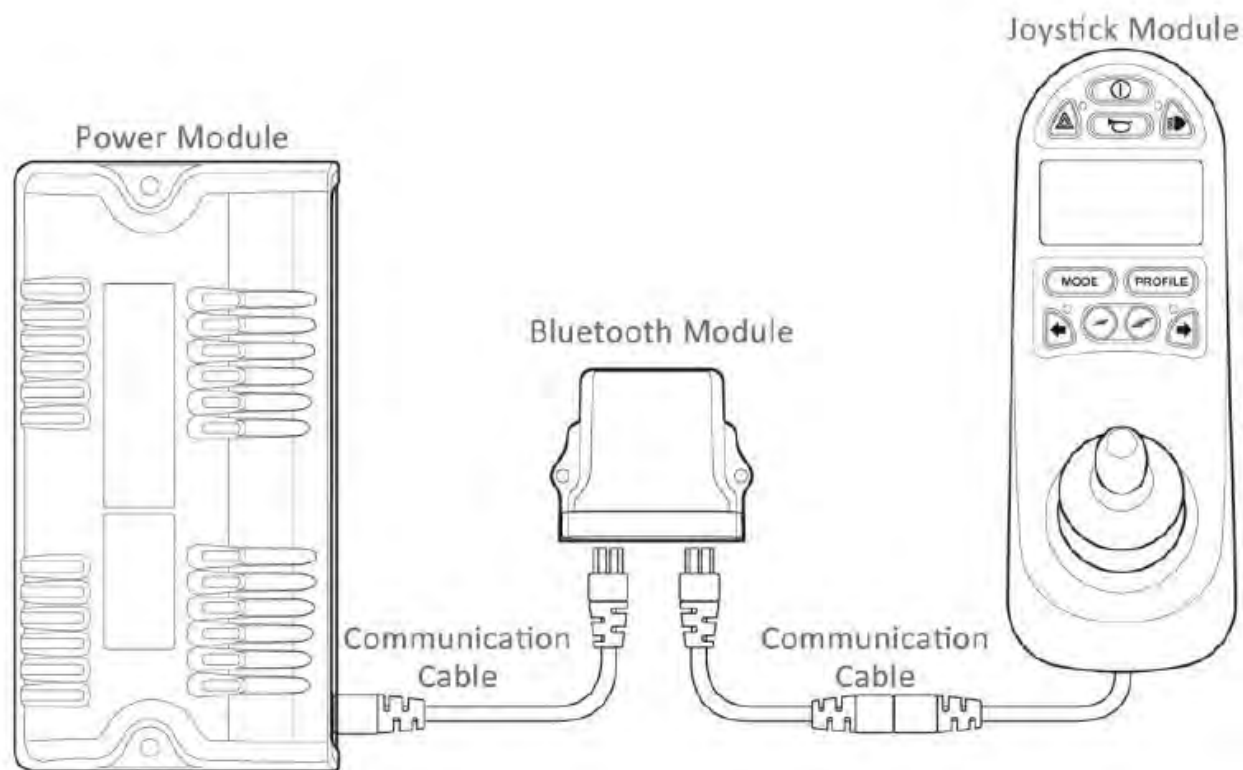 Joystick Module
Power Module
MODE
PROFILE
Bluetooth Module
Communication
Cable
Communication
Cable